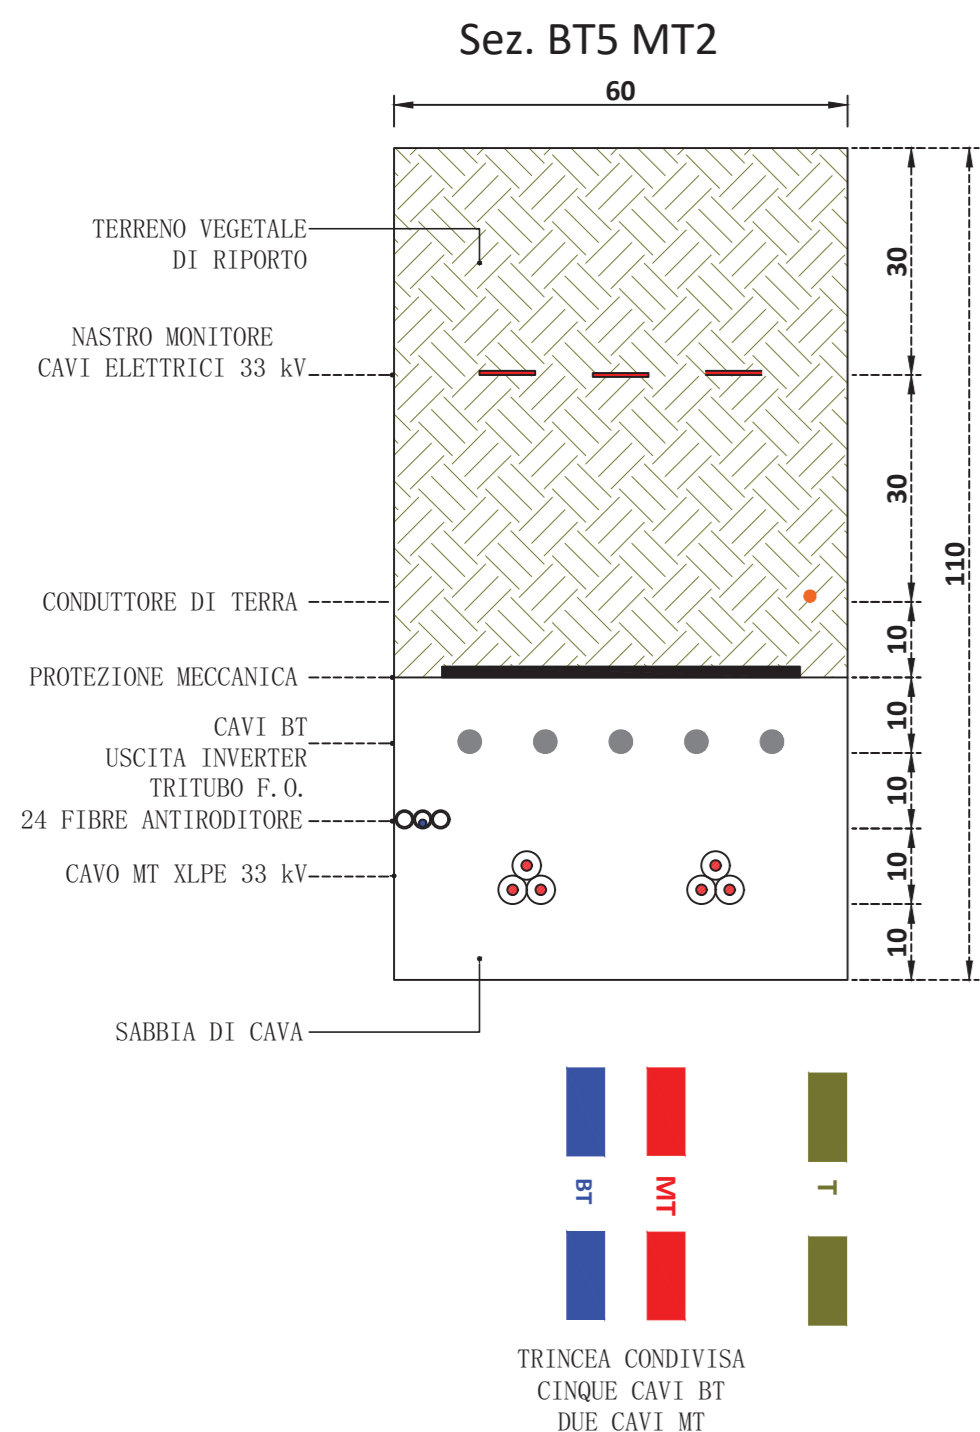 Sez. BT5 MT2
60
TERRENO VEGETALE
DI RIPORTO
30
NASTRO MONITORE
CAVI ELETTRICI 33 kV
30
110
CONDUTTORE DI TERRA
10
PROTEZIONE MECCANICA
10
CAVI BT
USCITA INVERTER
TRITUBO F.O.
24 FIBRE ANTIRODITORE
10
CAVO MT XLPE 33 kV
10
10
SABBIA DI CAVA
BT
MT
T
TRINCEA CONDIVISA
CINQUE CAVI BT
DUE CAVI MT